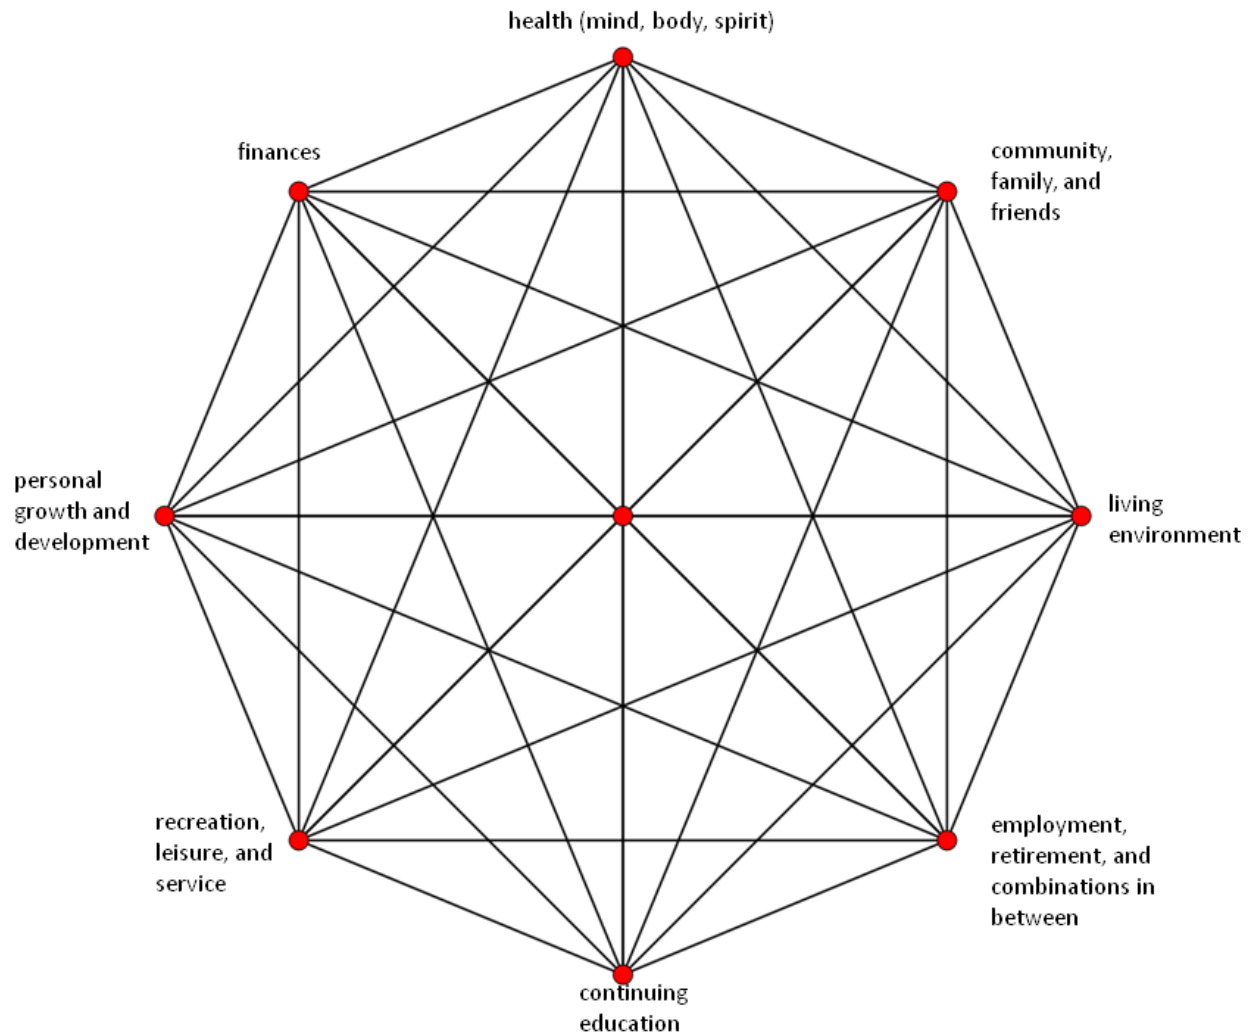 health (mind, body, spirit)
finances
community,
family, and
friends
personal
growth and
development
living
environment
recreation,
leisure, and
service
employment,
retirement, and
combinations in
between
continuing
education